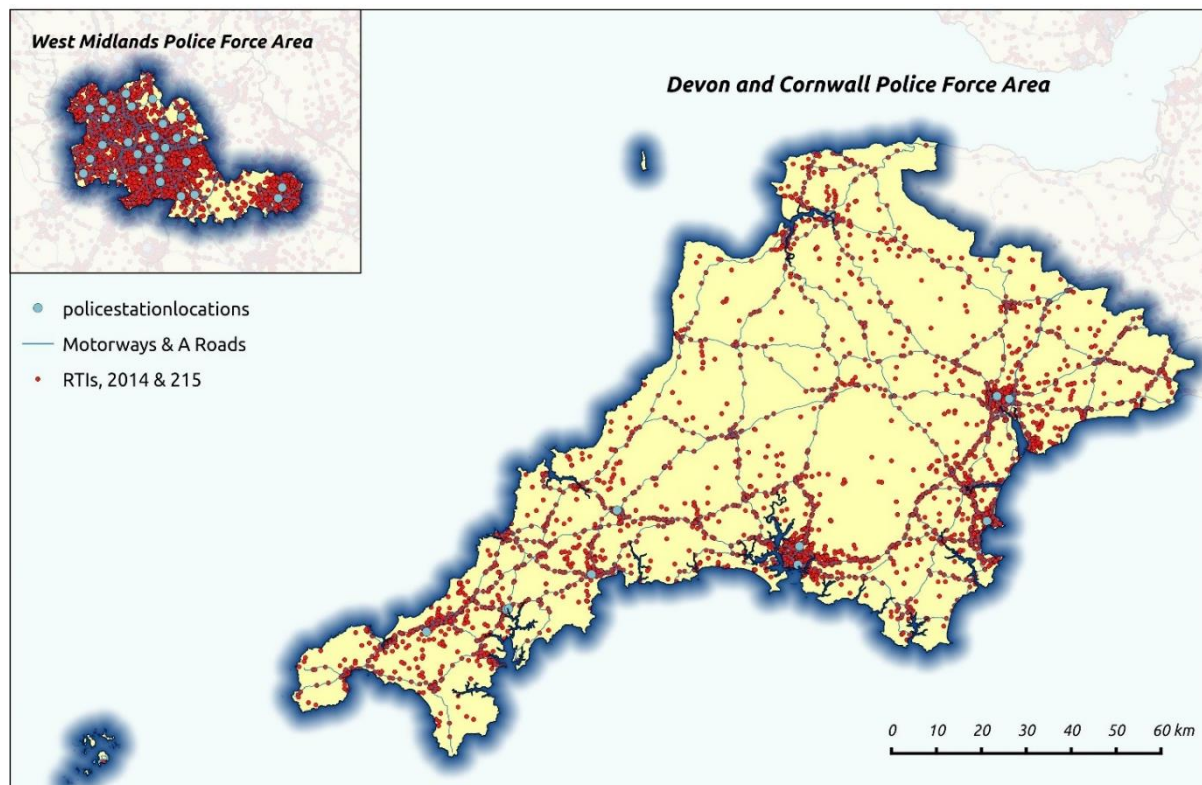 West Midlands Police Force Area
Devon and Cornwall Police Force Area
policestationlocations
Motorways & A Roads
RTIs, 2014 & 215
0 10 20 30 40 50 60 km